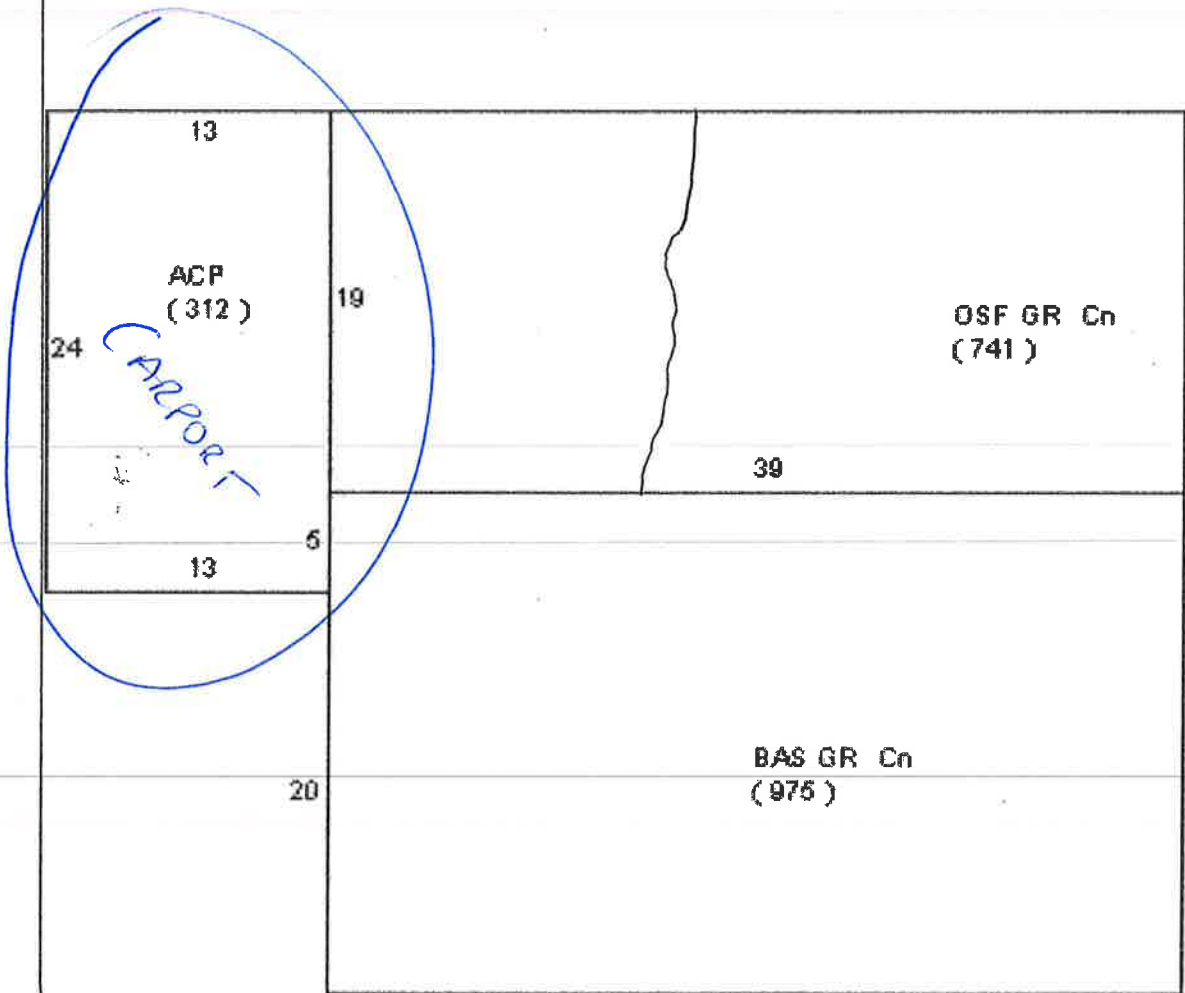 13
ACP
( 312 )
19
24
CARPORT
OSF GR Cn
( 741 )
39
5
13
BAS GR Cn
( 975 )
20